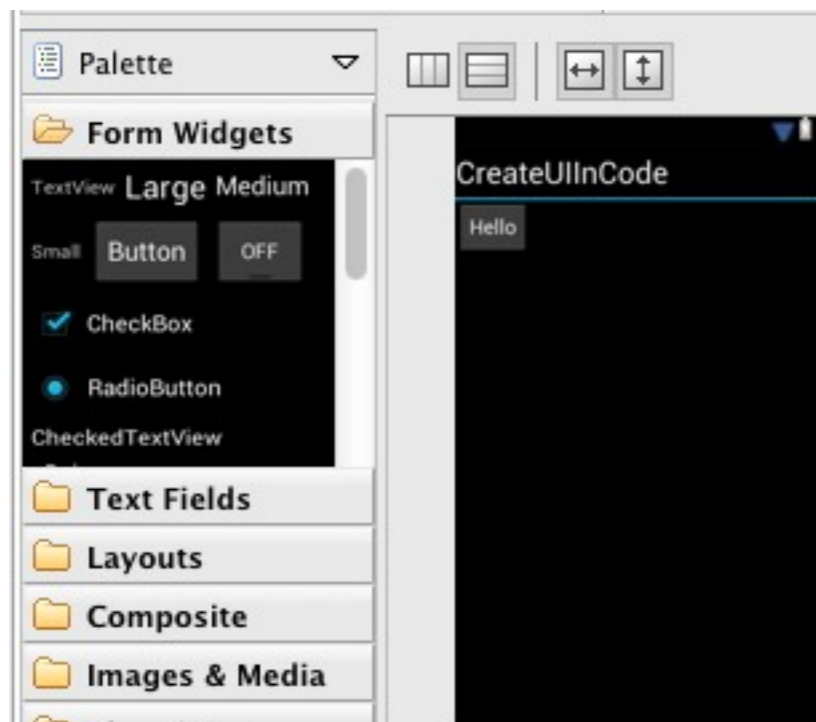 Palette
Form Widgets
TextView Large Medium
Small Button OFF
CheckBox
RadioButton
CheckedTextView
Text Fields
Layouts
Composite
Images & Media
CreateUIInCode
Hello